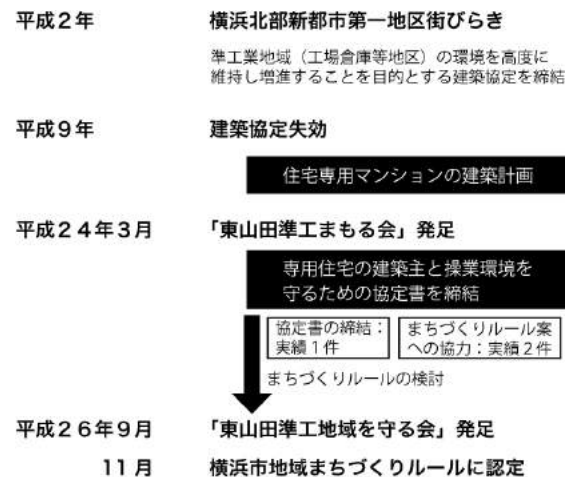 平成２年 横浜北部新都市第一地区街びらき
準工業地域（工場倉庫等地区）の環境を高度に
維持し増進することを目的とする建築協定を締結
平成９年 建築協定失効
住宅専用マンションの建築計画
平成２４年３月 「東山田準工まもる会」発足
専用住宅の建築主と操業環境を
守るための協定書を締結
協定書の締結：
実績１件
まちづくりルール案
への協力：実績２件
まちづくりルールの検討
平成２６年９月 「東山田準工地域を守る会」発足
11 月 横浜市地域まちづくりルールに認定